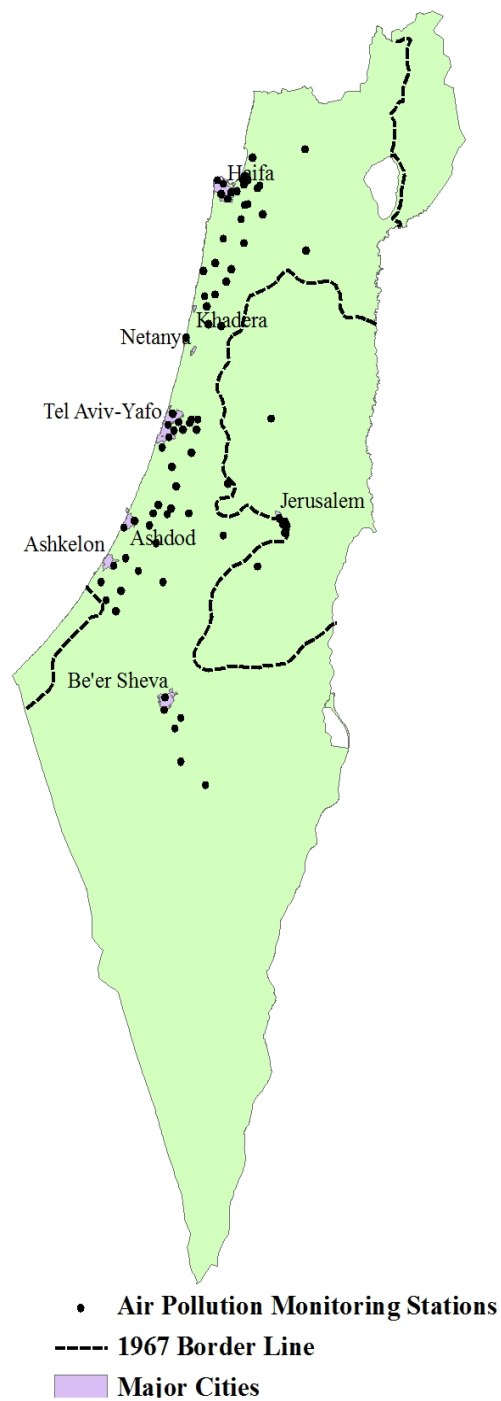 Haifa
Khadera
Netanya
Tel Aviv-Yafo
Jerusalem
Ashdod
Ashkelon
Be'er Sheva
Air Pollution Monitoring Stations
1967 Border Line
Major Cities